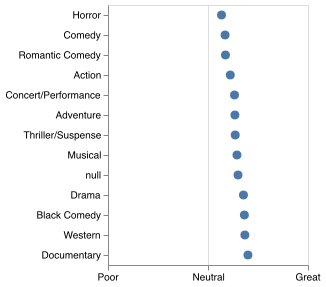 Horror
Comedy
Romantic Comedy
Action
Concert/Performance
Adventure
Thriller/Suspense
Musical
null
Drama
Black Comedy
Western
Documentary
Poor Neutral Great